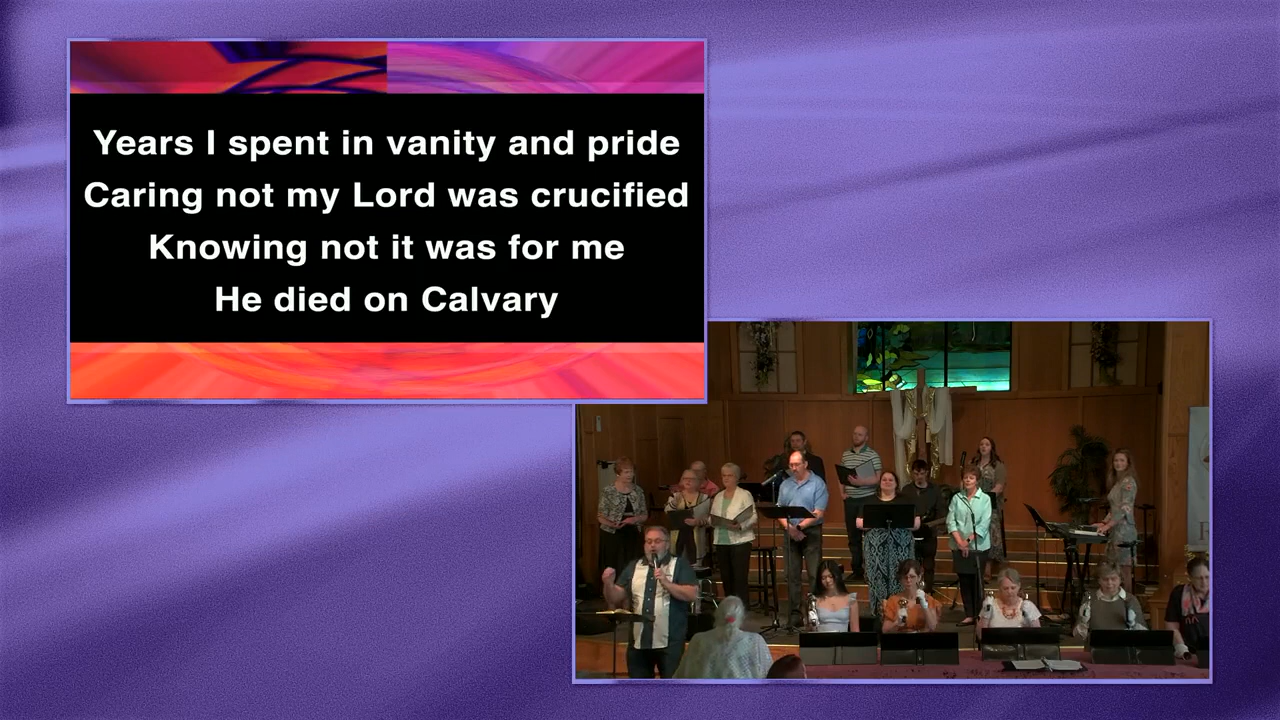 Years I spent in vanity and pride
Caring not my Lord was crucified
Knowing not it was for me
He died on Calvary